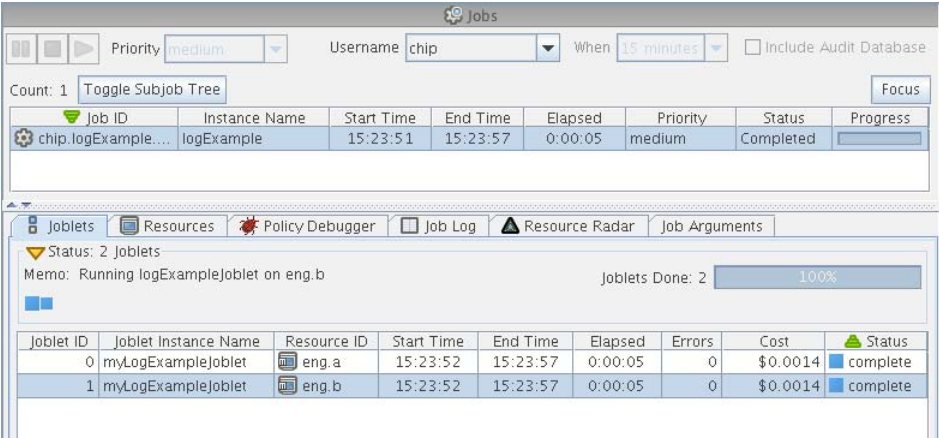 Jobs
Priority medium Username chip When 15 minutes Include Audit Database
Count: 1 Toggle Subjob Tree Focus
Job ID Instance Name Start Time End Time Elapsed Priority Status Progress
chip.logExample.... logExample 15:23:51 15:23:57 0:00:05 medium Completed
Joblets Resources Policy Debugger Job Log Resource Radar Job Arguments
Status: 2 Joblets
Memo: Running logExampleJoblet on eng.b Joblets Done: 2 100%
Joblet ID Joblet Instance Name Resource ID Start Time End Time Elapsed Errors Cost Status
0 myLogExampleJoblet eng.a 15:23:52 15:23:57 0:00:05 0 $0.0014 complete
1 myLogExampleJoblet eng.b 15:23:52 15:23:57 0:00:05 0 $0.0014 complete